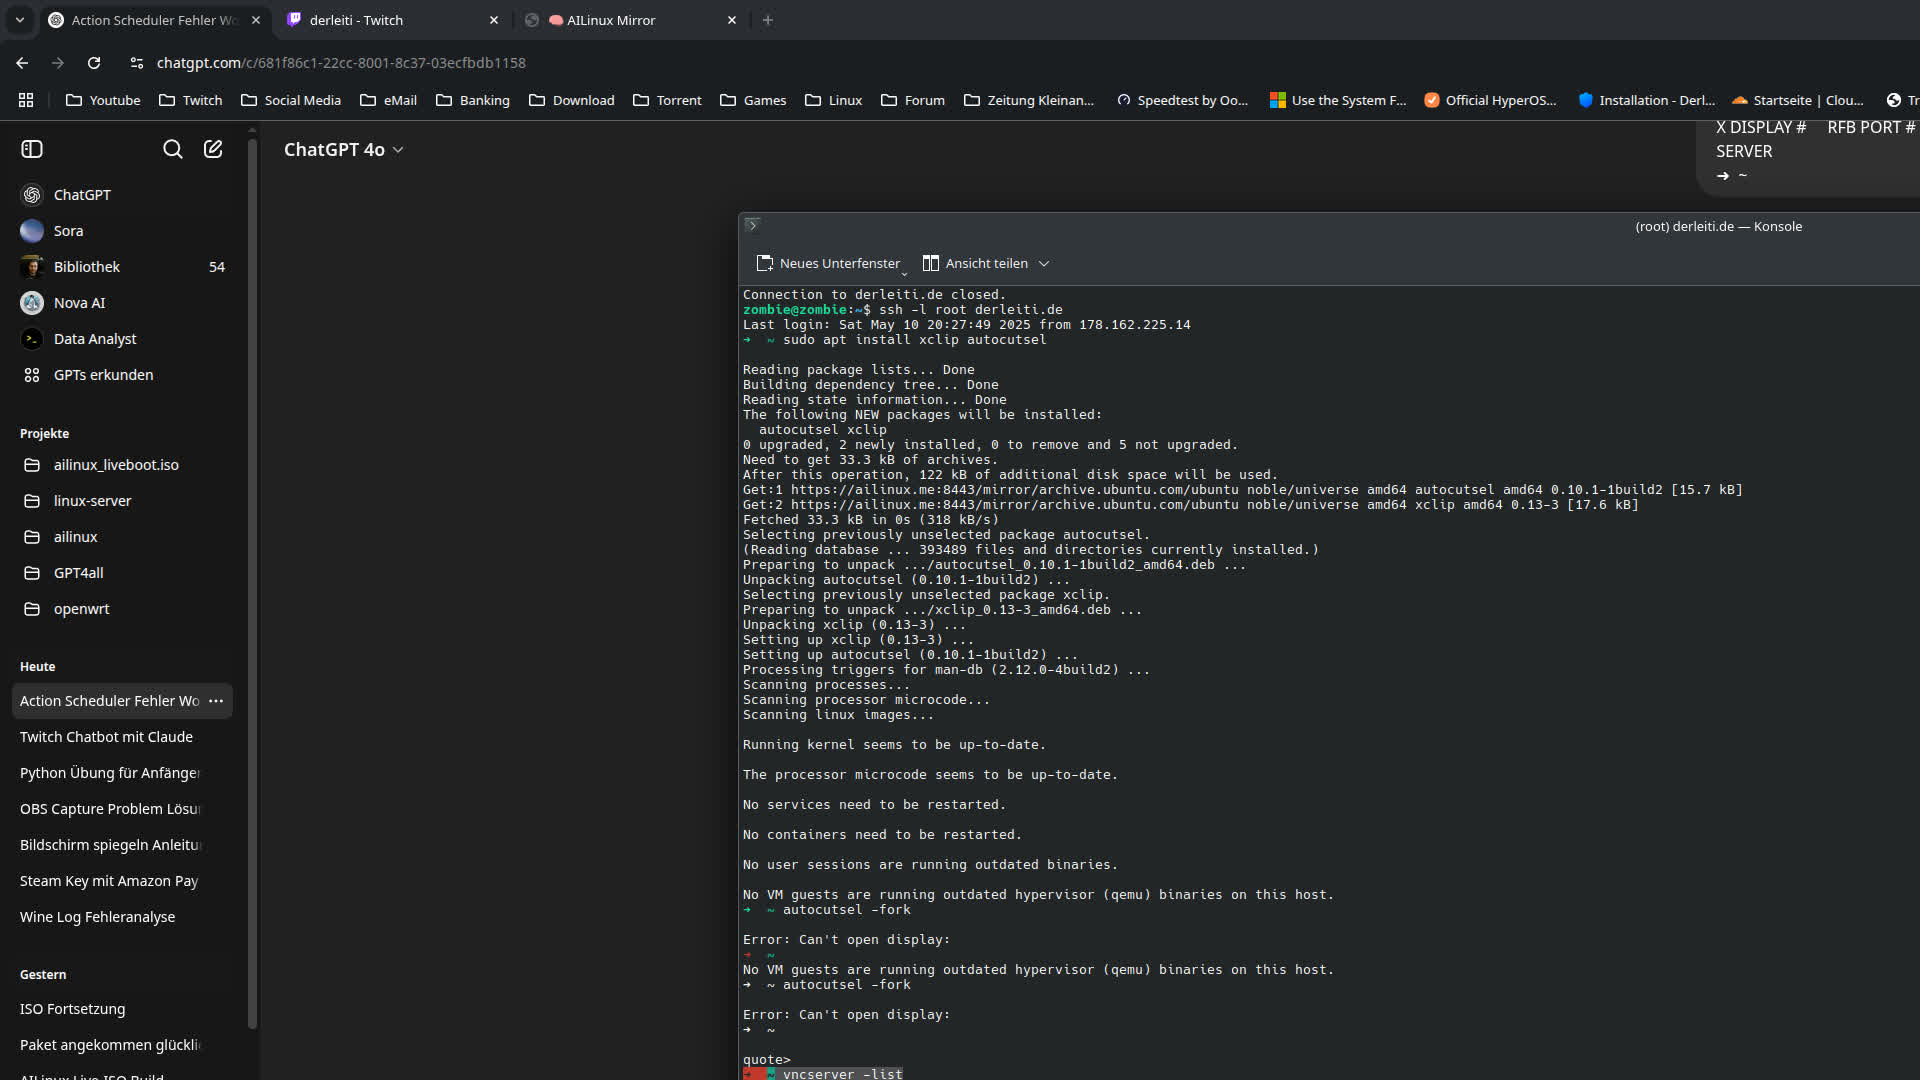 Action Scheduler Fehler Wo
derleiti - Twitch
AILinux Mirror
chatgpt.com/c/681f86c1-22cc-8001-8c37-03ecfbdb1158
Youtube
Twitch
Social Media
eMail
Banking
Download
Torrent
Games
Linux
Forum
Zeitung Kleinan...
Speedtest by Oo...
Use the System F...
Official HyperOS...
Installation - Derl...
Startseite | Clou...
Tr
ChatGPT
Sora
Bibliothek 54
Nova AI
Data Analyst
GPTs erkunden
Projekte
ailinux_liveboot.iso
linux-server
ailinux
GPT4all
openwrt
Heute
Action Scheduler Fehler Wo
Twitch Chatbot mit Claude
Python Übung für Anfänger
OBS Capture Problem Lösu
Bildschirm spiegeln Anleitu
Steam Key mit Amazon Pay
Wine Log Fehleranalyse
Gestern
ISO Fortsetzung
Paket angekommen glückli
AILinux Live ISO Build
ChatGPT 4o
X DISPLAY # RFB PORT #
SERVER
➜ ~
(root) derleiti.de — Konsole
Neues Unterfenster
Ansicht teilen
Connection to derleiti.de closed.
zombie@zombie:~$ ssh -l root derleiti.de
Last login: Sat May 10 20:27:49 2025 from 178.162.225.14
➜ ~ sudo apt install xclip autocutsel
Reading package lists... Done
Building dependency tree... Done
Reading state information... Done
The following NEW packages will be installed:
autocutsel xclip
0 upgraded, 2 newly installed, 0 to remove and 5 not upgraded.
Need to get 33.3 kB of archives.
After this operation, 122 kB of additional disk space will be used.
Get:1 https://ailinux.me:8443/mirror/archive.ubuntu.com/ubuntu noble/universe amd64 autocutsel amd64 0.10.1-1build2 [15.7 kB]
Get:2 https://ailinux.me:8443/mirror/archive.ubuntu.com/ubuntu noble/universe amd64 xclip amd64 0.13-3 [17.6 kB]
Fetched 33.3 kB in 0s (318 kB/s)
Selecting previously unselected package autocutsel.
(Reading database ... 393489 files and directories currently installed.)
Preparing to unpack .../autocutsel_0.10.1-1build2_amd64.deb ...
Unpacking autocutsel (0.10.1-1build2) ...
Selecting previously unselected package xclip.
Preparing to unpack .../xclip_0.13-3_amd64.deb ...
Unpacking xclip (0.13-3) ...
Setting up xclip (0.13-3) ...
Setting up autocutsel (0.10.1-1build2) ...
Processing triggers for man-db (2.12.0-4build2) ...
Scanning processes...
Scanning processor microcode...
Scanning linux images...
Running kernel seems to be up-to-date.
The processor microcode seems to be up-to-date.
No services need to be restarted.
No containers need to be restarted.
No user sessions are running outdated binaries.
No VM guests are running outdated hypervisor (qemu) binaries on this host.
➜ ~ autocutsel -fork
Error: Can't open display:
➜ ~
No VM guests are running outdated hypervisor (qemu) binaries on this host.
➜ ~ autocutsel -fork
Error: Can't open display:
➜ ~
quote>
➜ ~ vncserver -list